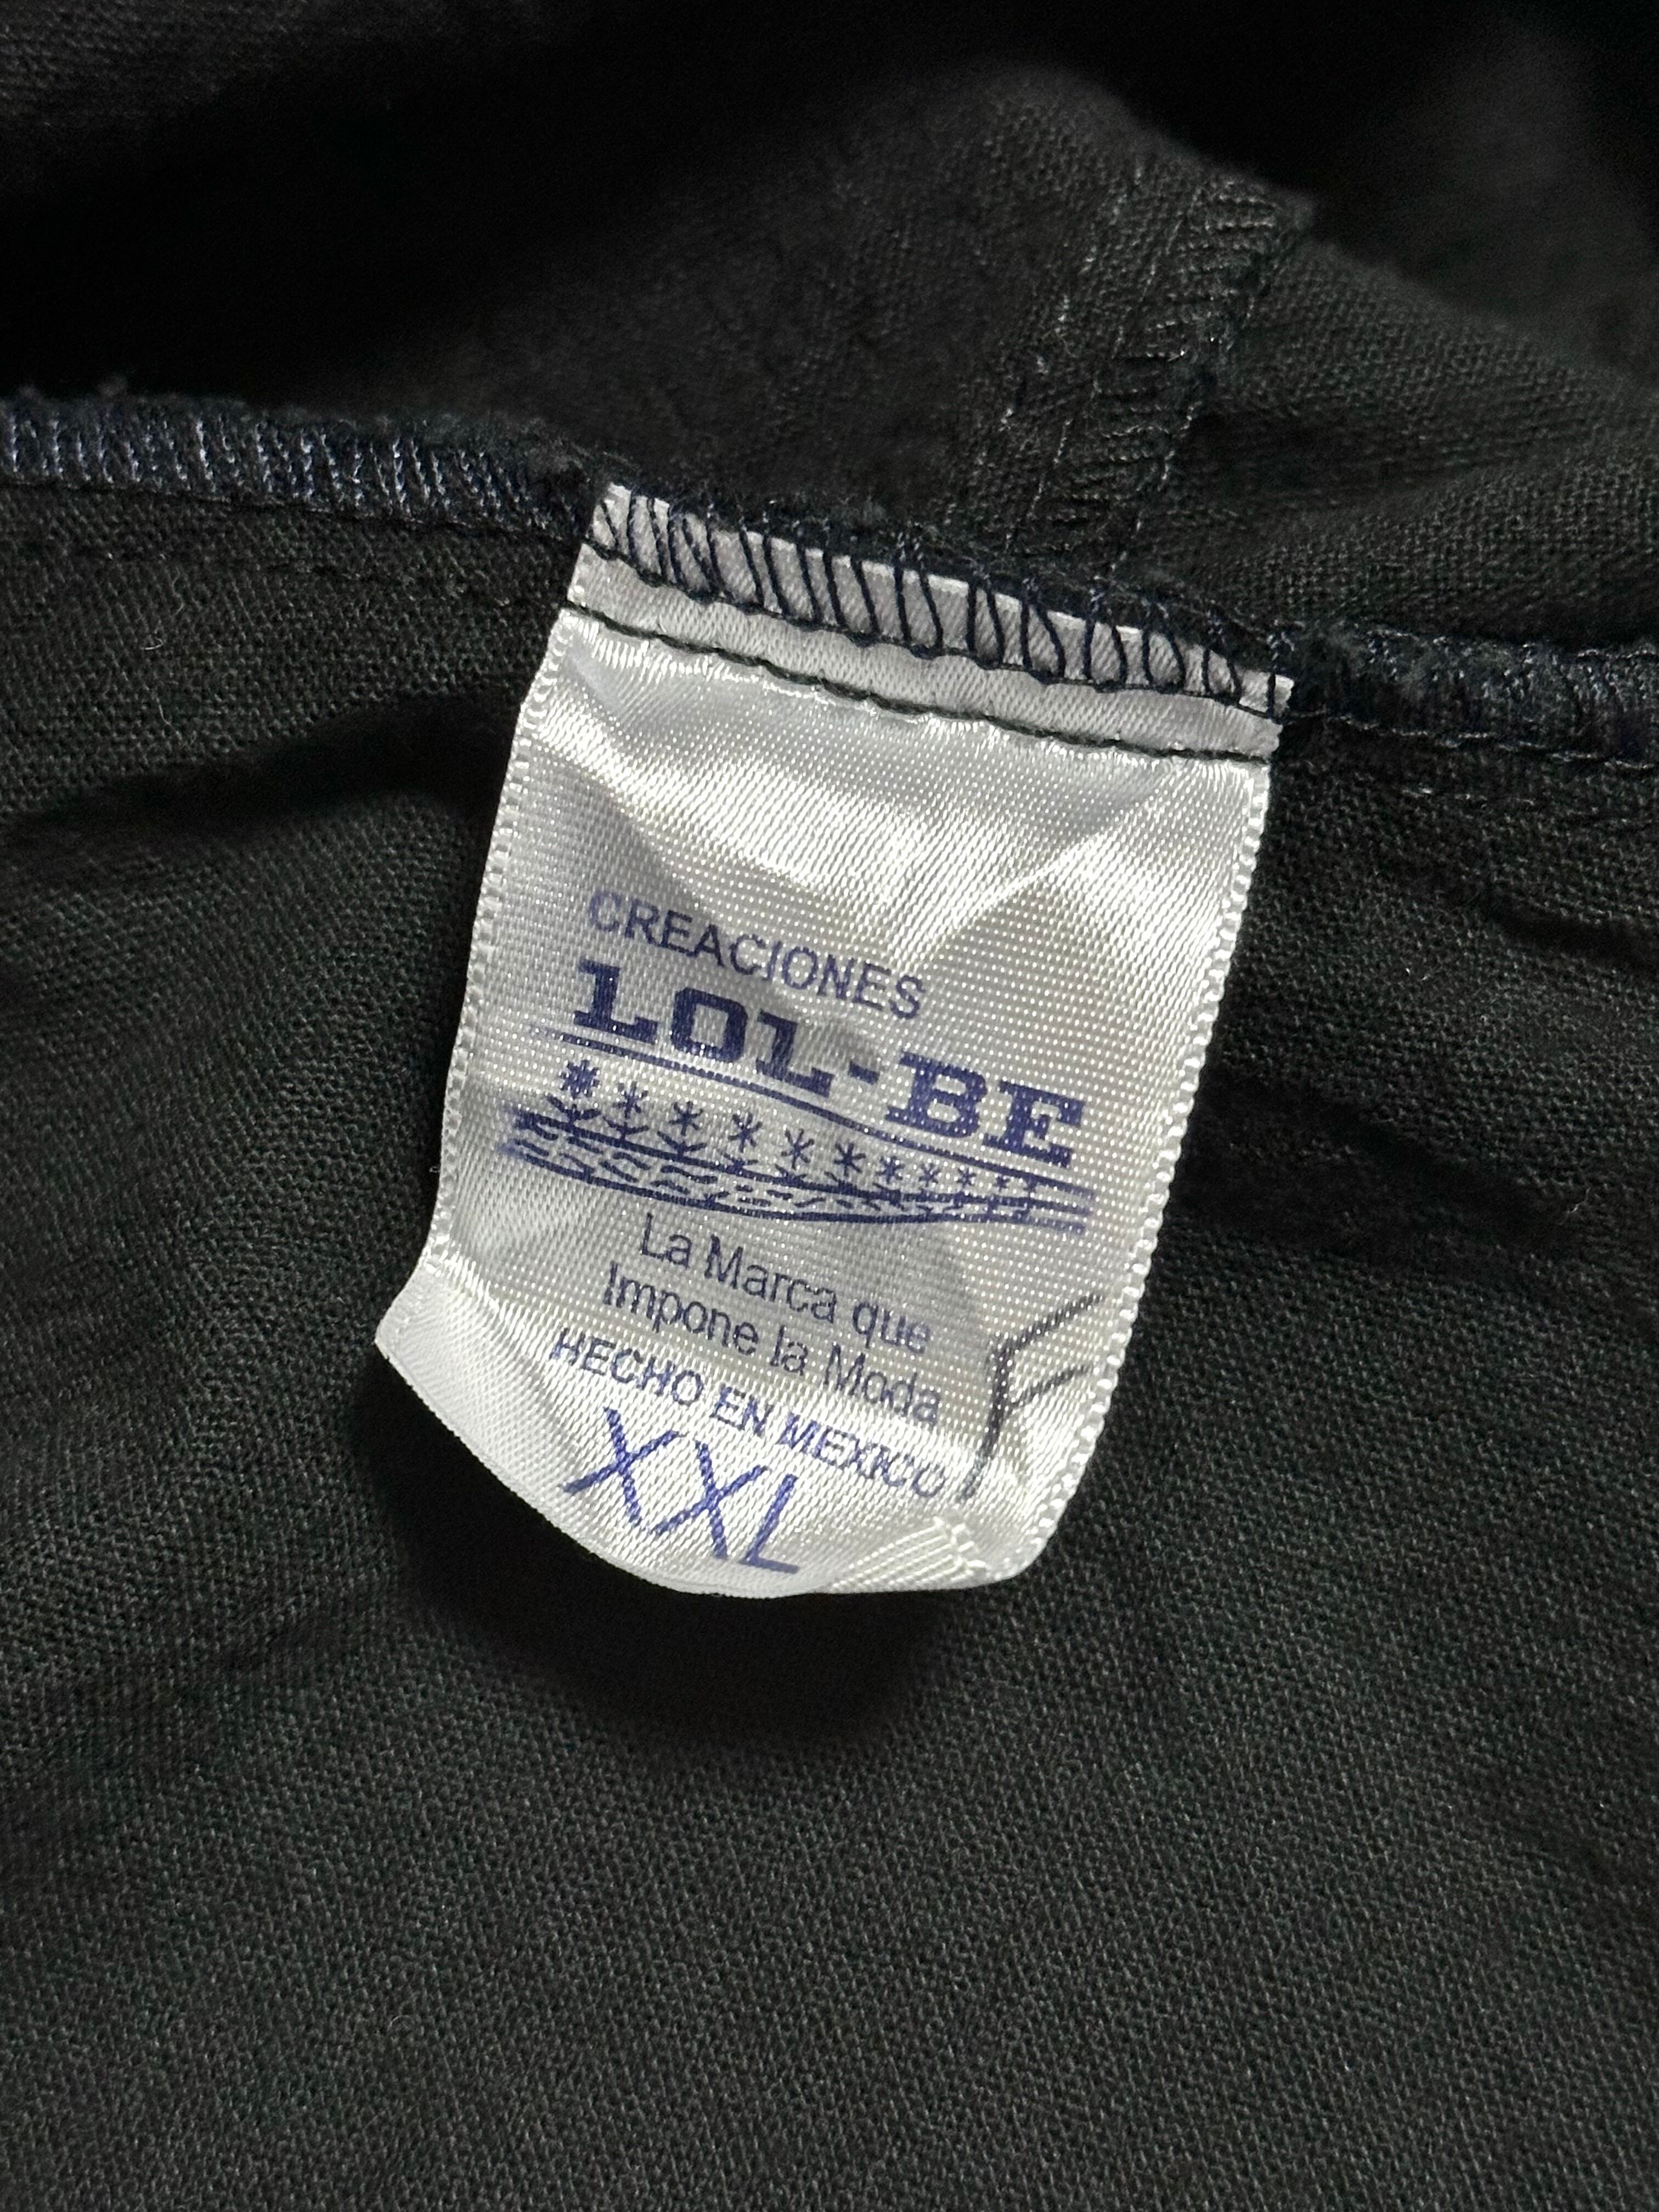 CREACIONES
LOL-BE
La Marca que
Impone la Moda
HECHO EN MEXICO
XXL